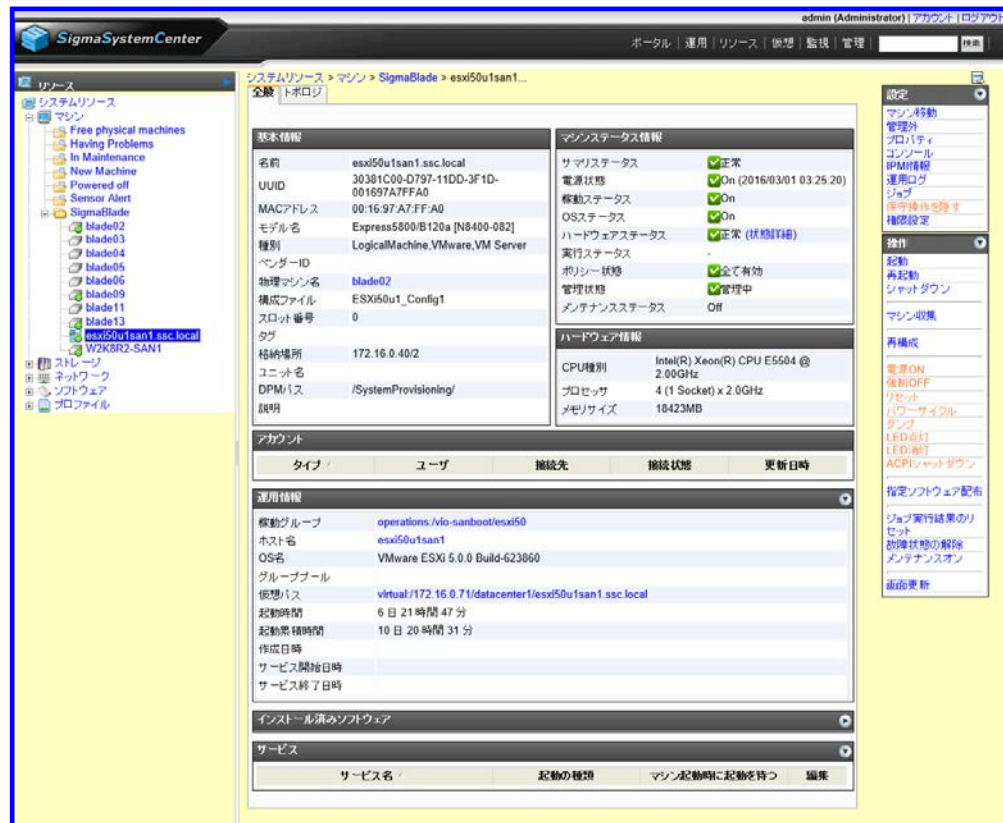 admin (Administrator) | アカウント | ログアウト
SigmaSystemCenter
ポータル | 運用 | リソース | 仮想 | 監視 | 管理 | 検索
リソース
システムリソース
マシン
Free physical machines
Having Problems
In Maintenance
New Machine
Powered off
Sensor Alert
SigmaBlade
blade02
blade03
blade04
blade05
blade06
blade09
blade11
blade13
esxi50u1san1.ssc.local
W2K8R2-SAN1
ストレージ
ネットワーク
ソフトウェア
プロファイル
システムリソース > マシン > SigmaBlade > esxi50u1san1...
全般 トポロジ
基本情報
名前 esxi50u1san1.ssc.local
UUID 30381C00-D797-11DD-3F1D-
001697A7FFA0
MACアドレス 00:16:97:A7:FF:A0
モデル名 Express5800/B120a [N8400-082]
種別 LogicalMachine,VMware,VM Server
ベンダーID
物理マシン名 blade02
構成ファイル ESXi50u1_Config1
スロット番号 0
タグ
格納場所 172.16.0.40/2
ユニット名
DPMパス /SystemProvisioning/
説明
マシンステータス情報
サマリステータス 正常
電源状態 On (2016/03/01 03:25:20)
稼動ステータス On
OSステータス On
ハードウェアステータス 正常 (状態詳細)
実行ステータス -
ポリシー状態 全て有効
管理状態 管理中
メンテナンスステータス Off
ハードウェア情報
CPU種別 Intel(R) Xeon(R) CPU E5504 @
2.00GHz
プロセッサ 4 (1 Socket) x 2.0GHz
メモリサイズ 18423MB
アカウント
タイプ ユーザ 接続先 接続状態 更新日時
運用情報
稼動グループ operations:/vio-sanboot/esxi50
ホスト名 esxi50u1san1
OS名 VMware ESXi 5.0.0 Build-623860
グループプール
仮想パス virtual:/172.16.0.71/datacenter1/esxi50u1san1.ssc.local
起動時間 6 日 21 時間 47 分
起動累積時間 10 日 20 時間 31 分
作成日時
サービス開始日時
サービス終了日時
インストール済みソフトウェア
サービス
サービス名 起動の種類 マシン起動時に起動を待つ 編集
設定
マシン移動
管理外
プロパティ
コンソール
IPMI情報
運用ログ
ジョブ
保守操作を隠す
権限設定
操作
起動
再起動
シャットダウン
マシン収集
再構成
電源ON
強制OFF
リセット
パワーサイクル
ダンプ
LED点灯
LED消灯
ACPIシャットダウン
指定ソフトウェア配布
ジョブ実行結果のリ
セット
故障状態の解除
メンテナンスオン
画面更新